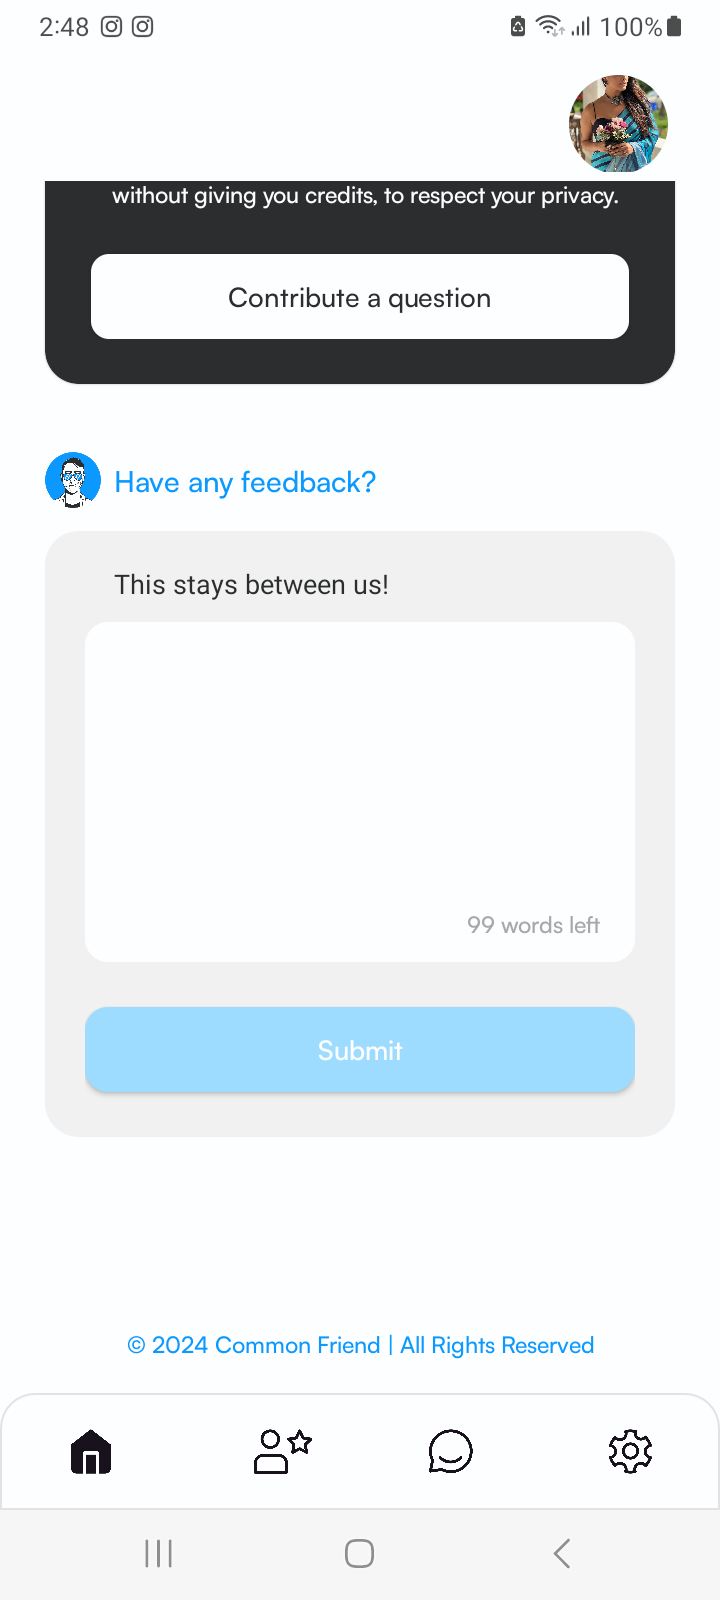 2:48
100%
without giving you credits, to respect your privacy.
Contribute a question
Have any feedback?
This stays between us!
99 words left
Submit
© 2024 Common Friend | All Rights Reserved